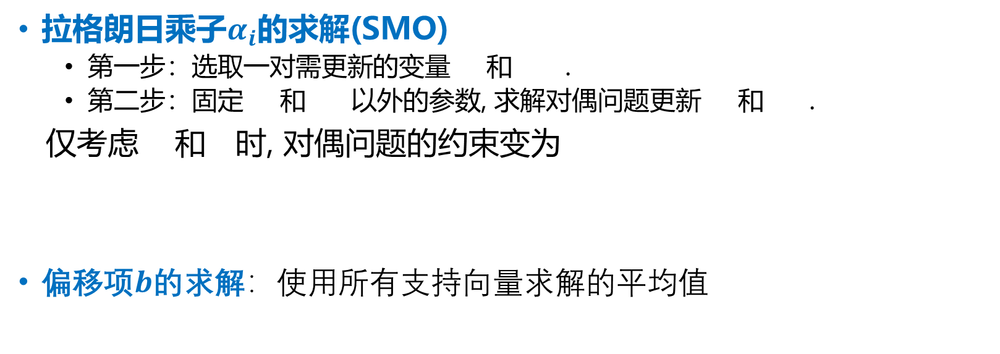 • 拉格朗日乘子αᵢ的求解(SMO)
• 第一步：选取一对需更新的变量 和 .
• 第二步：固定 和 以外的参数, 求解对偶问题更新 和 .
仅考虑 和 时, 对偶问题的约束变为
• 偏移项b的求解：使用所有支持向量求解的平均值